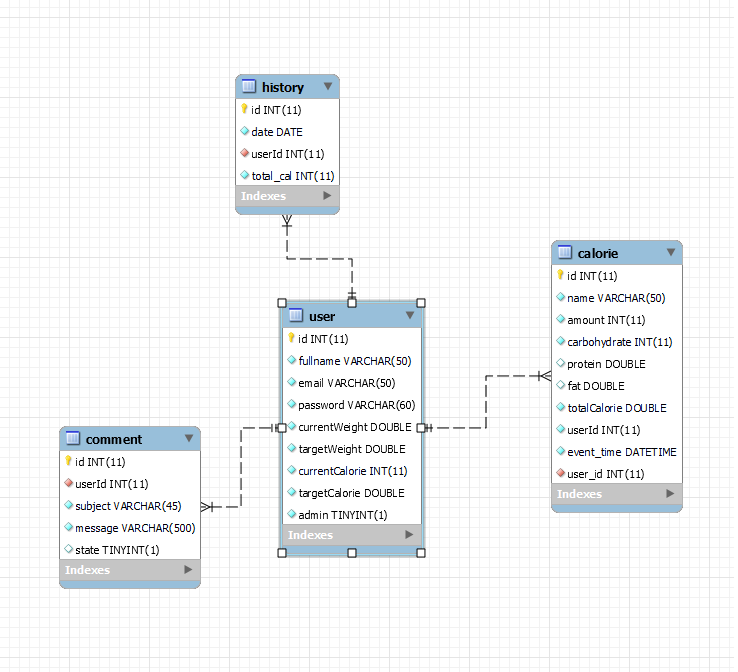 history
id INT(11)
date DATE
userId INT(11)
total_cal INT(11)
Indexes
calorie
id INT(11)
name VARCHAR(50)
amount INT(11)
carbohydrate INT(11)
protein DOUBLE
fat DOUBLE
totalCalorie DOUBLE
userId INT(11)
event_time DATETIME
user_id INT(11)
Indexes
user
id INT(11)
fullname VARCHAR(50)
email VARCHAR(50)
password VARCHAR(60)
currentWeight DOUBLE
targetWeight DOUBLE
currentCalorie INT(11)
targetCalorie DOUBLE
admin TINYINT(1)
Indexes
comment
id INT(11)
userId INT(11)
subject VARCHAR(45)
message VARCHAR(500)
state TINYINT(1)
Indexes